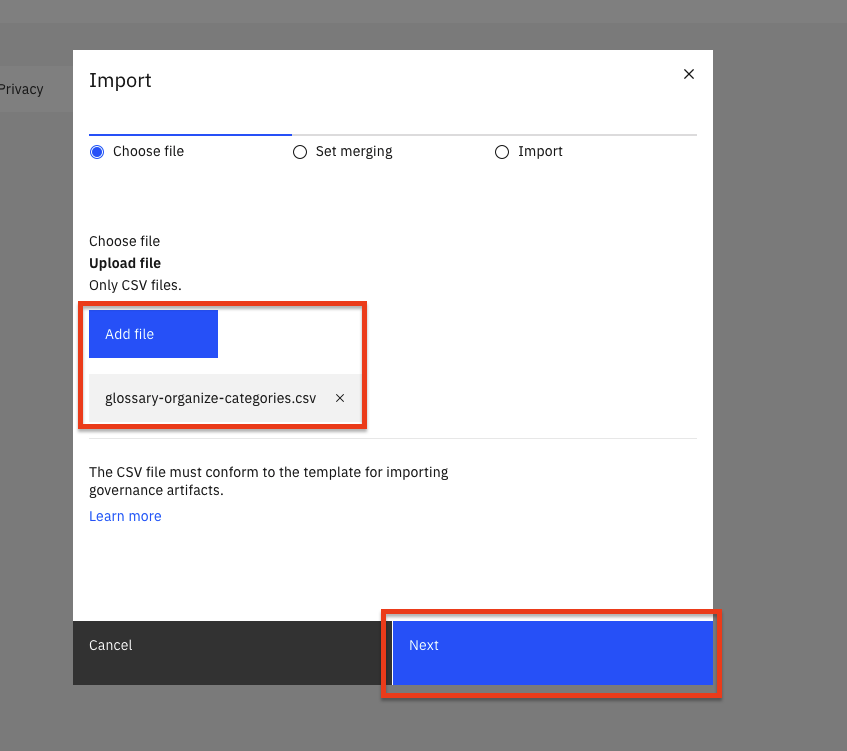 Import
Privacy
Choose file
Set merging
Import
Choose file
Upload file
Only CSV files.
Add file
glossary-organize-categories.csv
The CSV file must conform to the template for importing
governance artifacts.
Learn more
Cancel
Next